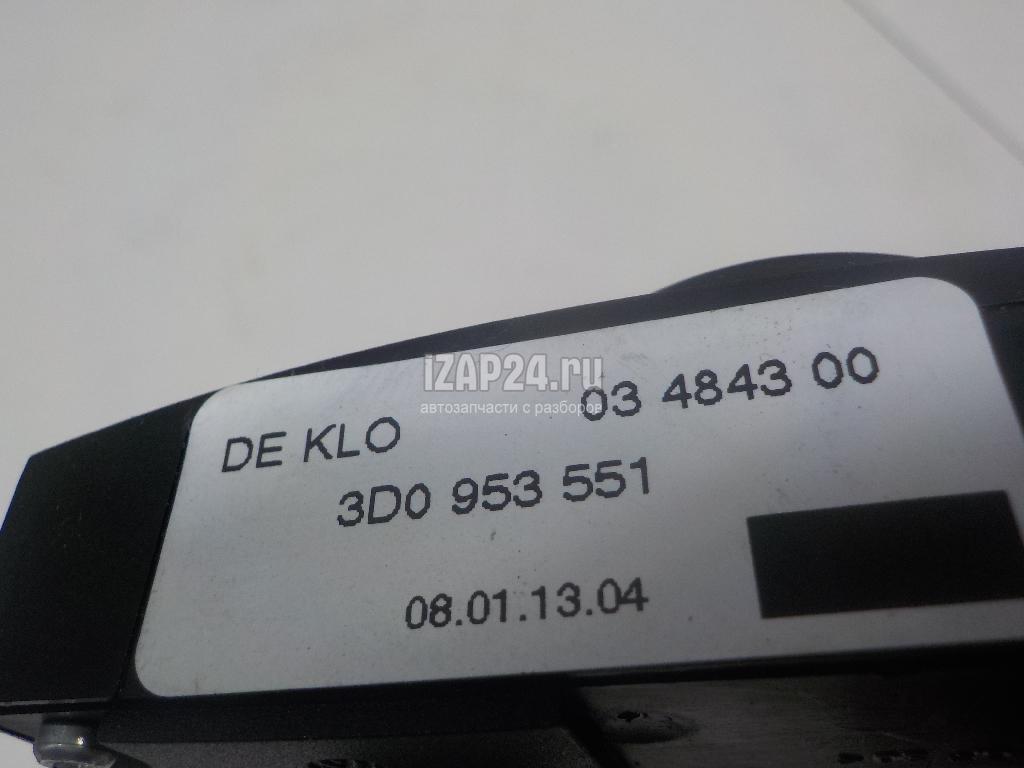 iZAP24.ru
автозапчасти с разборов
DE KLO 03 4843 00
3D0 953 551
08.01.13.04